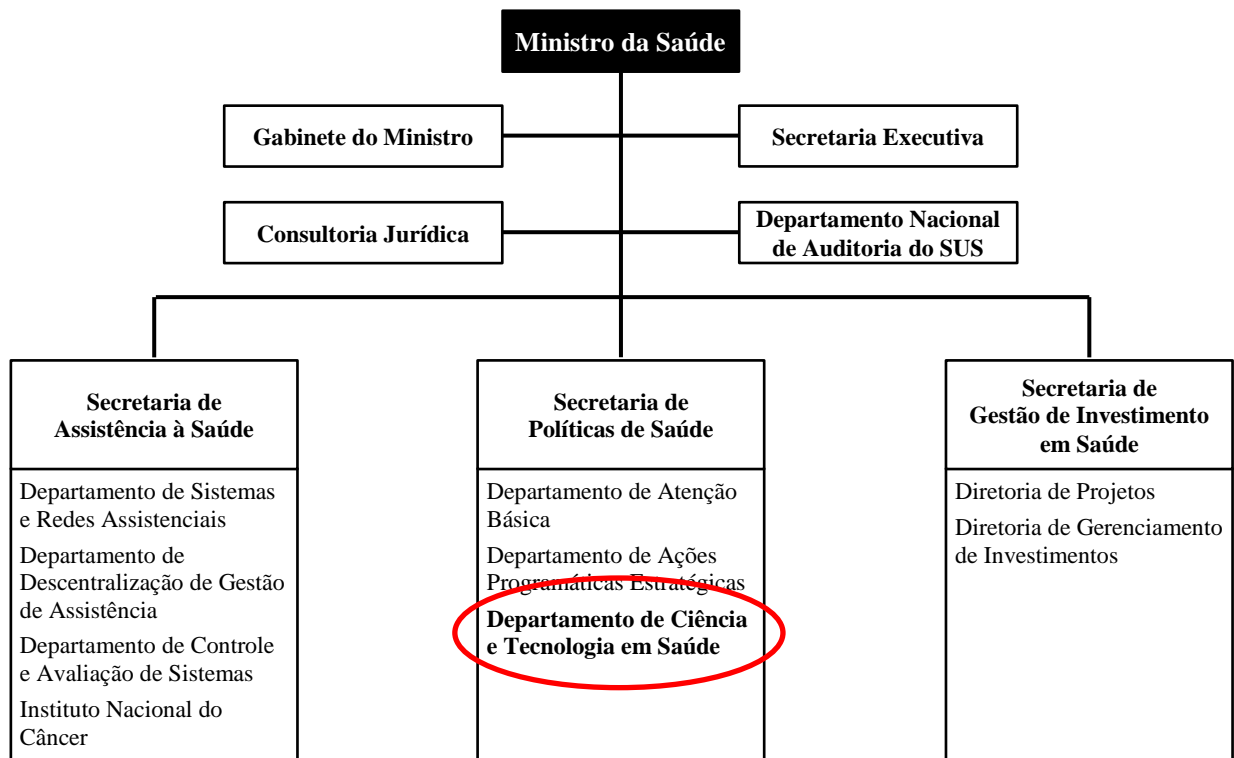 Ministro da Saúde
Gabinete do Ministro
Secretaria Executiva
Consultoria Jurídica
Departamento Nacional
de Auditoria do SUS
Secretaria de
Assistência à Saúde
Departamento de Sistemas
e Redes Assistenciais
Departamento de
Descentralização de Gestão
de Assistência
Departamento de Controle
e Avaliação de Sistemas
Instituto Nacional do
Câncer
Secretaria de
Políticas de Saúde
Departamento de Atenção
Básica
Departamento de Ações
Programáticas Estratégicas
Departamento de Ciência
e Tecnologia em Saúde
Secretaria de
Gestão de Investimento
em Saúde
Diretoria de Projetos
Diretoria de Gerenciamento
de Investimentos